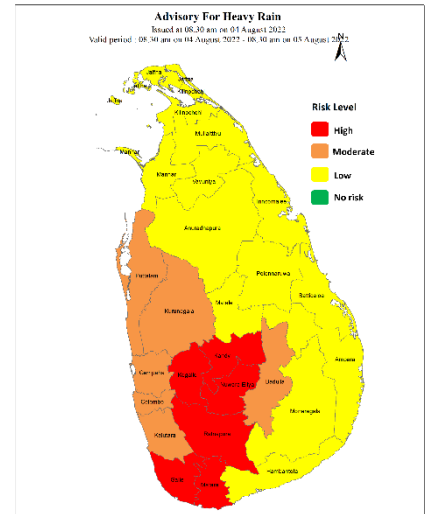 Advisory For Heavy Rain
Issued at 08.30 am on 04 August 2022
Valid period : 08.30 am on 04 August 2022 - 08.30 am on 05 August 2022
N
Jaffna
Kilinochchi
Mullaitivu
Mannar
Mannar
Vavuniya
Trincomalee
Anuradhapura
Puttalam
Polonnaruwa
Kurunegala
Matale
Batticaloa
Kandy
Ampara
Gampaha
Kegalle
Nuwara Eliya
Badulla
Colombo
Monaragala
Kalutara
Ratnapura
Hambantota
Galle
Matara
Risk Level
High
Moderate
Low
No risk